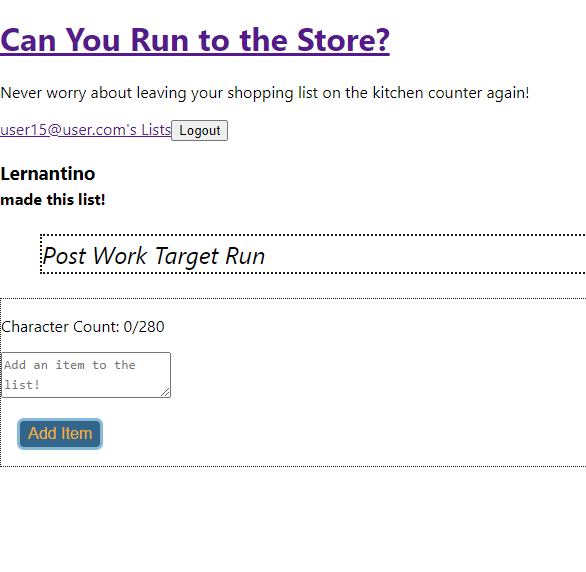 Can You Run to the Store?
Never worry about leaving your shopping list on the kitchen counter again!
user15@user.com's Lists Logout
Lernantino
made this list!
Post Work Target Run
Character Count: 0/280
Add an item to the
list!
Add Item